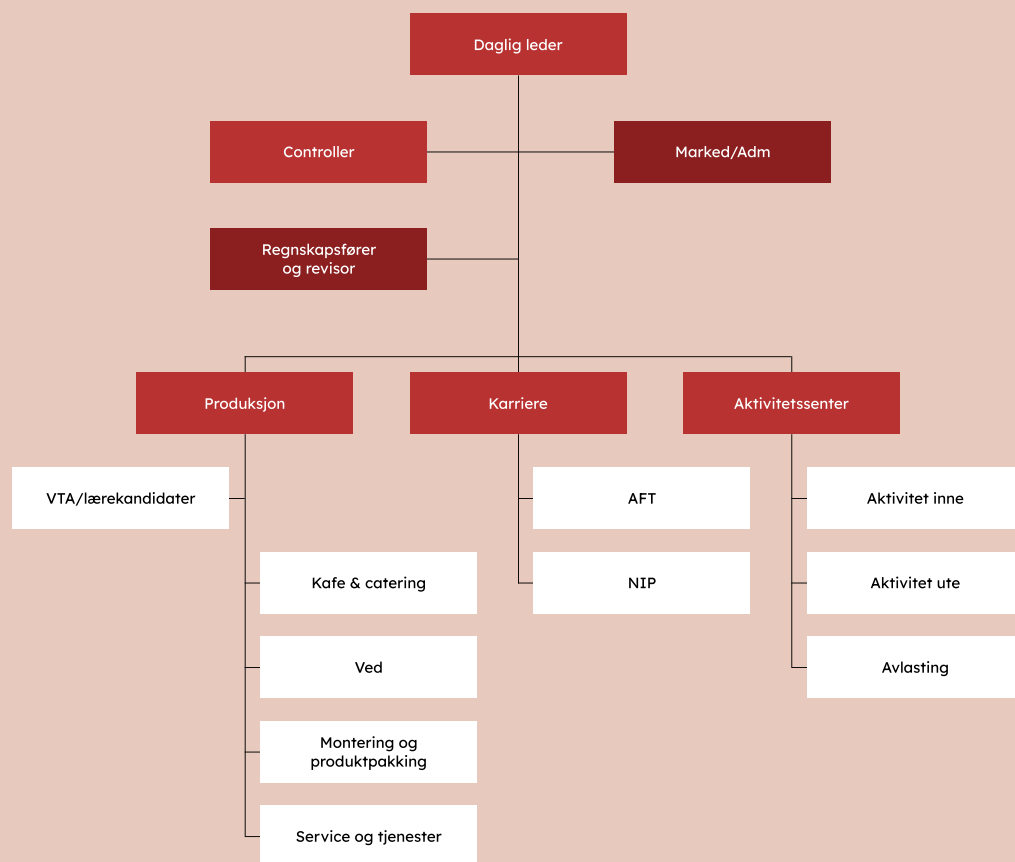 Daglig leder
Controller
Marked/Adm
Regnskapsfører
og revisor
Produksjon
Karriere
Aktivitetssenter
VTA/lærekandidater
AFT
Aktivitet inne
Kafe & catering
NIP
Aktivitet ute
Ved
Avlasting
Montering og
produktpakking
Service og tjenester